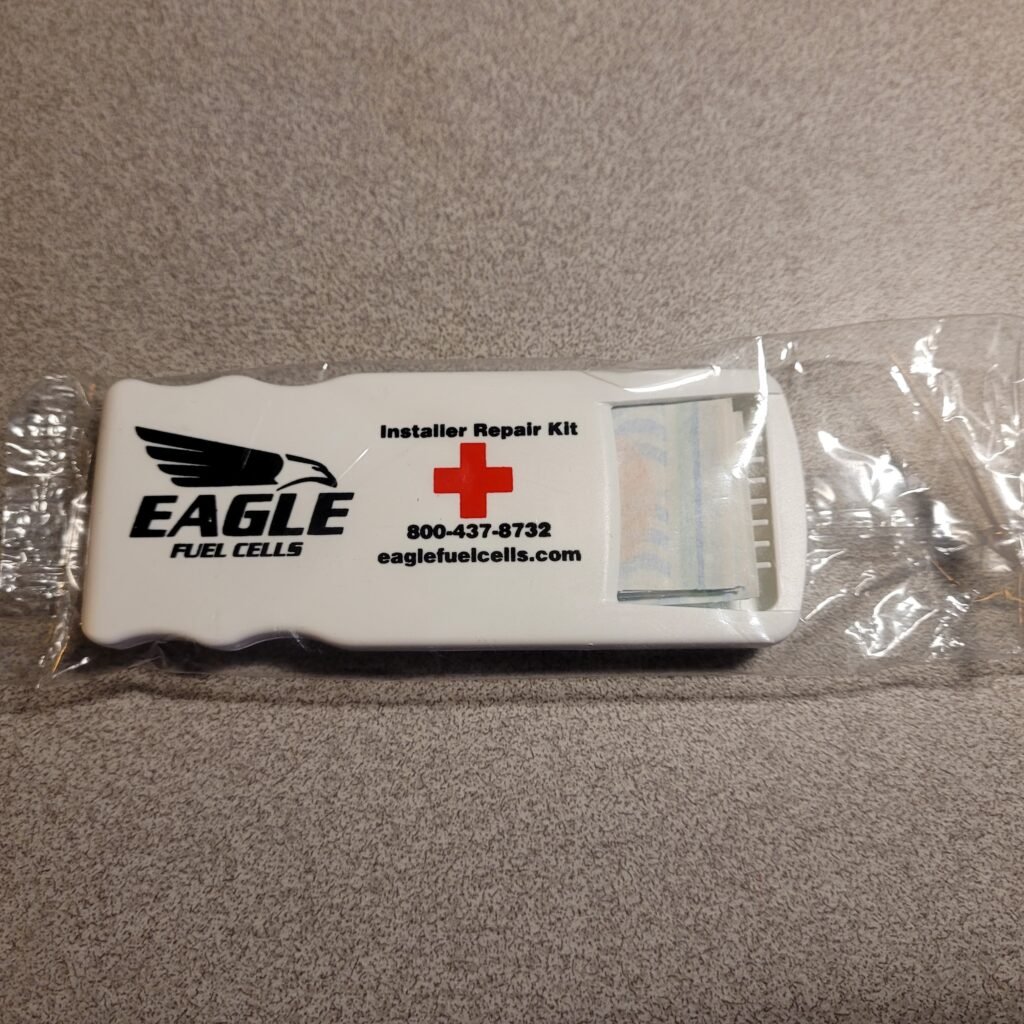 EAGLE
FUEL CELLS
Installer Repair Kit
800-437-8732
eaglefuelcells.com